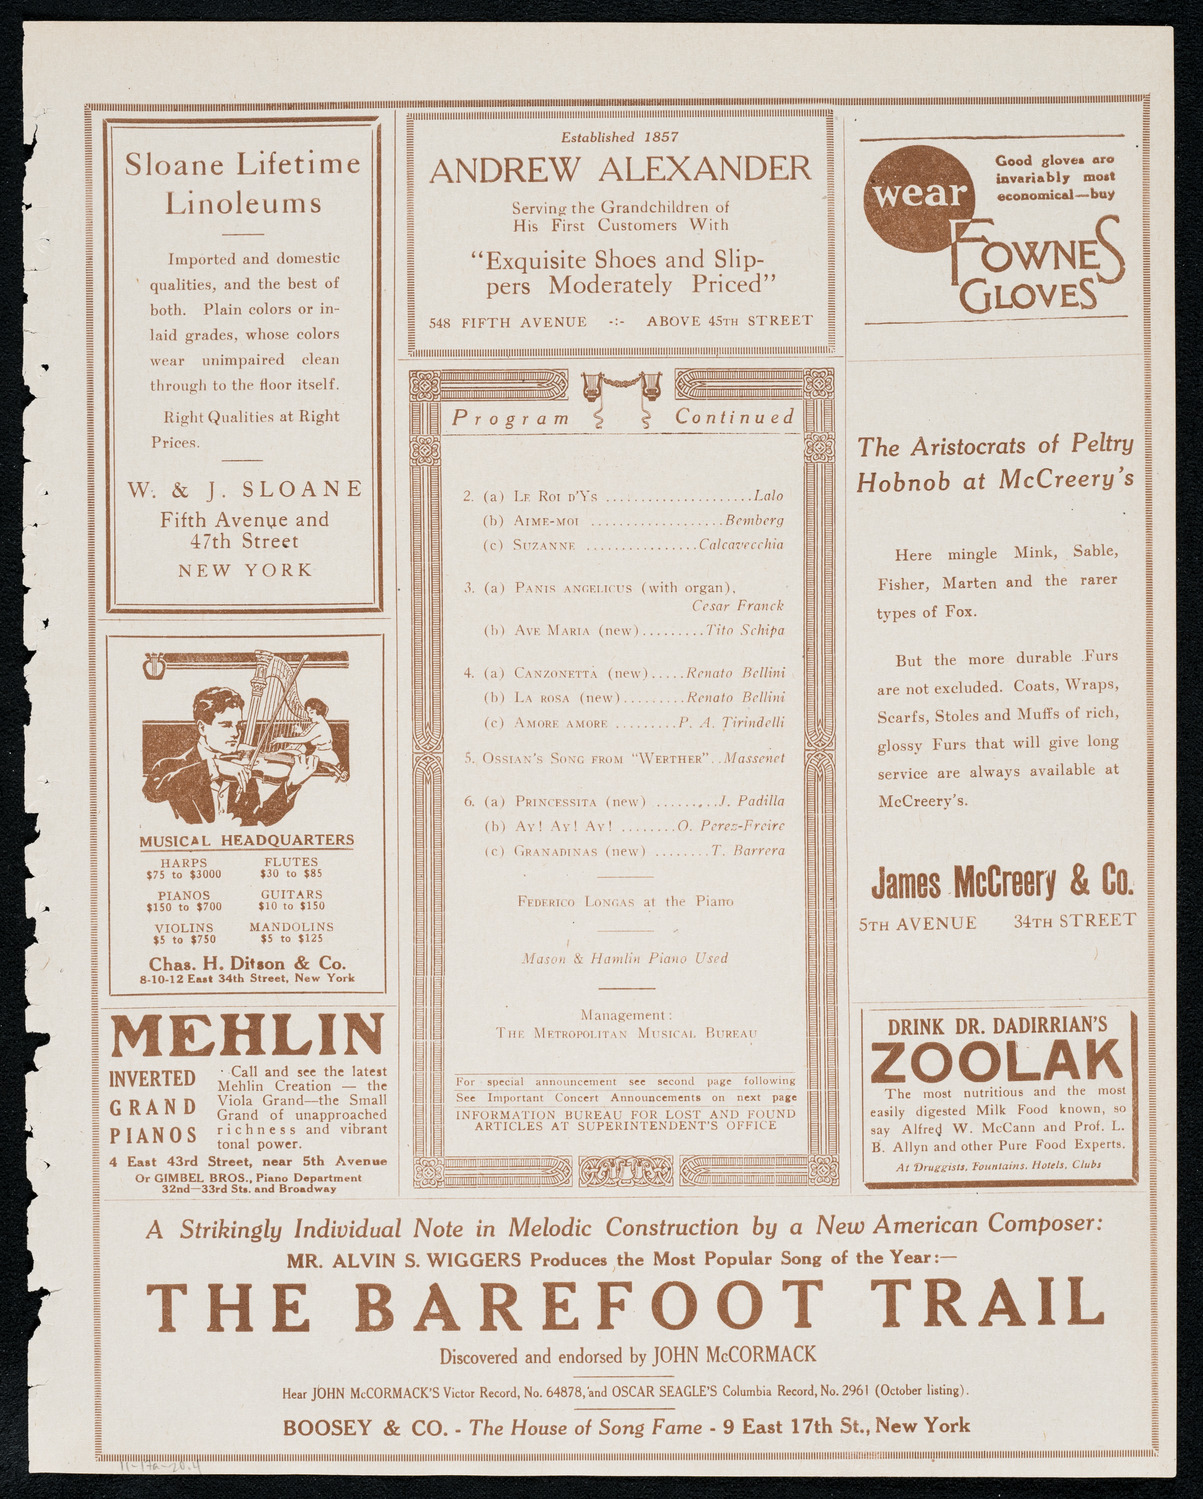 Sloane Lifetime
Linoleums
Imported and domestic
qualities, and the best of
both. Plain colors or in-
laid grades, whose colors
wear unimpaired clean
through to the floor itself.
Right Qualities at Right
Prices.
W. & J. SLOANE
Fifth Avenue and
47th Street
NEW YORK
MUSICAL HEADQUARTERS
HARPS FLUTES
$75 to $3000 $30 to $85
PIANOS GUITARS
$150 to $700 $10 to $150
VIOLINS MANDOLINS
$5 to $750 $5 to $125
Chas. H. Ditson & Co.
8-10-12 East 34th Street, New York
MEHLIN
INVERTED
GRAND
PIANOS
Call and see the latest
Mehlin Creation — the
Viola Grand—the Small
Grand of unapproached
richness and vibrant
tonal power.
4 East 43rd Street, near 5th Avenue
Or GIMBEL BROS., Piano Department
32nd—33rd Sts. and Broadway
Established 1857
ANDREW ALEXANDER
Serving the Grandchildren of
His First Customers With
"Exquisite Shoes and Slip-
pers Moderately Priced"
548 FIFTH AVENUE -:- ABOVE 45TH STREET
Program Continued
2. (a) LE ROI D'YS .....................Lalo
(b) AIME-MOI ...................Bemberg
(c) SUZANNE ................Calcavecchia
3. (a) PANIS ANGELICUS (with organ),
Cesar Franck
(b) AVE MARIA (new).........Tito Schipa
4. (a) CANZONETTA (new).....Renato Bellini
(b) LA ROSA (new).........Renato Bellini
(c) AMORE AMORE .........P. A. Tirindelli
5. OSSIAN'S SONG FROM "WERTHER"..Massenet
6. (a) PRINCESSITA (new) .........J. Padilla
(b) AY! AY! AY! ........O. Perez-Freire
(c) GRANADINAS (new) ........T. Barrera
FEDERICO LONGAS at the Piano
Mason & Hamlin Piano Used
Management:
THE METROPOLITAN MUSICAL BUREAU
For special announcement see second page following
See Important Concert Announcements on next page
INFORMATION BUREAU FOR LOST AND FOUND
ARTICLES AT SUPERINTENDENT'S OFFICE
wear
Good gloves are
invariably most
economical—buy
FOWNES
GLOVES
The Aristocrats of Peltry
Hobnob at McCreery's
Here mingle Mink, Sable,
Fisher, Marten and the rarer
types of Fox.
But the more durable Furs
are not excluded. Coats, Wraps,
Scarfs, Stoles and Muffs of rich,
glossy Furs that will give long
service are always available at
McCreery's.
James McCreery & Co.
5TH AVENUE 34TH STREET
DRINK DR. DADIRRIAN'S
ZOOLAK
The most nutritious and the most
easily digested Milk Food known, so
say Alfred W. McCann and Prof. L.
B. Allyn and other Pure Food Experts.
At Druggists, Fountains, Hotels, Clubs
A Strikingly Individual Note in Melodic Construction by a New American Composer:
MR. ALVIN S. WIGGERS Produces the Most Popular Song of the Year:—
THE BAREFOOT TRAIL
Discovered and endorsed by JOHN McCORMACK
Hear JOHN McCORMACK'S Victor Record, No. 64878, and OSCAR SEAGLE'S Columbia Record, No. 2961 (October listing).
BOOSEY & CO. - The House of Song Fame - 9 East 17th St., New York